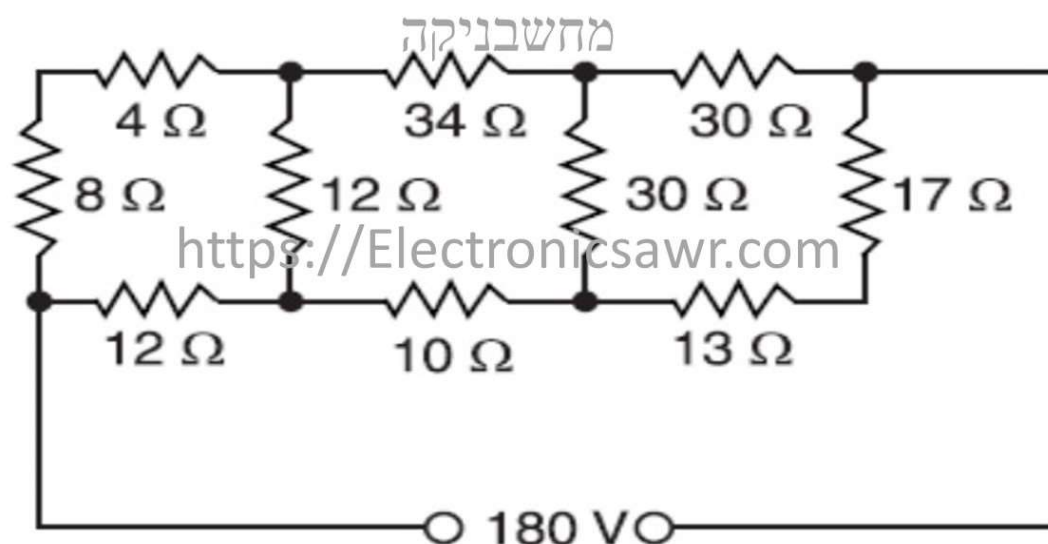 מחשבניקה
4 Ω 34 Ω 30 Ω
8 Ω 12 Ω 30 Ω 17 Ω
https://Electronicsawr.com
12 Ω 10 Ω 13 Ω
180 V